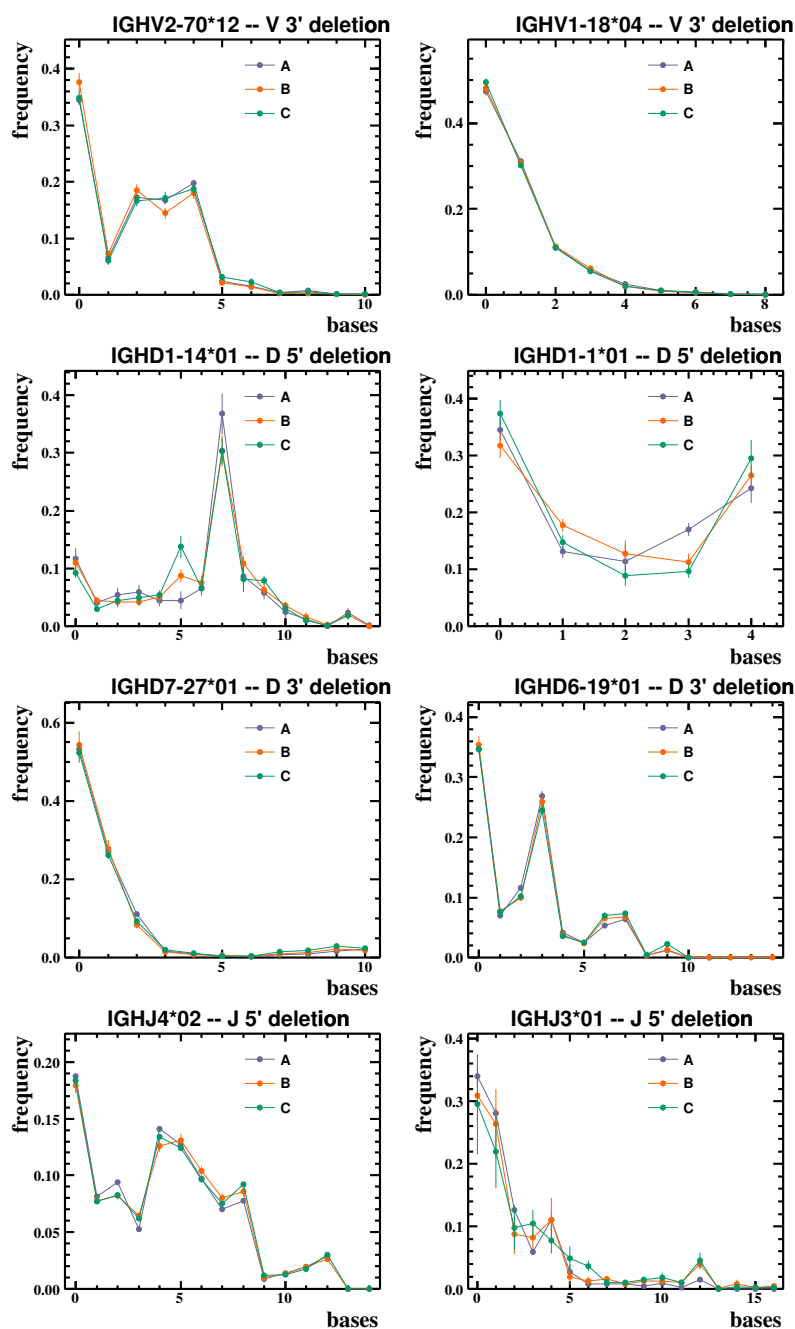 IGHV2-70*12 -- V 3' deletion
frequency
A
B
C
0.4
0.3
0.2
0.1
0.0
0 5 10
bases
IGHV1-18*04 -- V 3' deletion
frequency
A
B
C
0.4
0.2
0.0
0 2 4 6 8
bases
IGHD1-14*01 -- D 5' deletion
frequency
A
B
C
0.4
0.3
0.2
0.1
0.0
0 5 10
bases
IGHD1-1*01 -- D 5' deletion
frequency
A
B
C
0.4
0.3
0.2
0.1
0.0
0 1 2 3 4
bases
IGHD7-27*01 -- D 3' deletion
frequency
A
B
C
0.6
0.4
0.2
0.0
0 5 10
bases
IGHD6-19*01 -- D 3' deletion
frequency
A
B
C
0.4
0.3
0.2
0.1
0.0
0 5 10
bases
IGHJ4*02 -- J 5' deletion
frequency
A
B
C
0.20
0.15
0.10
0.05
0.00
0 5 10
bases
IGHJ3*01 -- J 5' deletion
frequency
A
B
C
0.4
0.3
0.2
0.1
0.0
0 5 10 15
bases